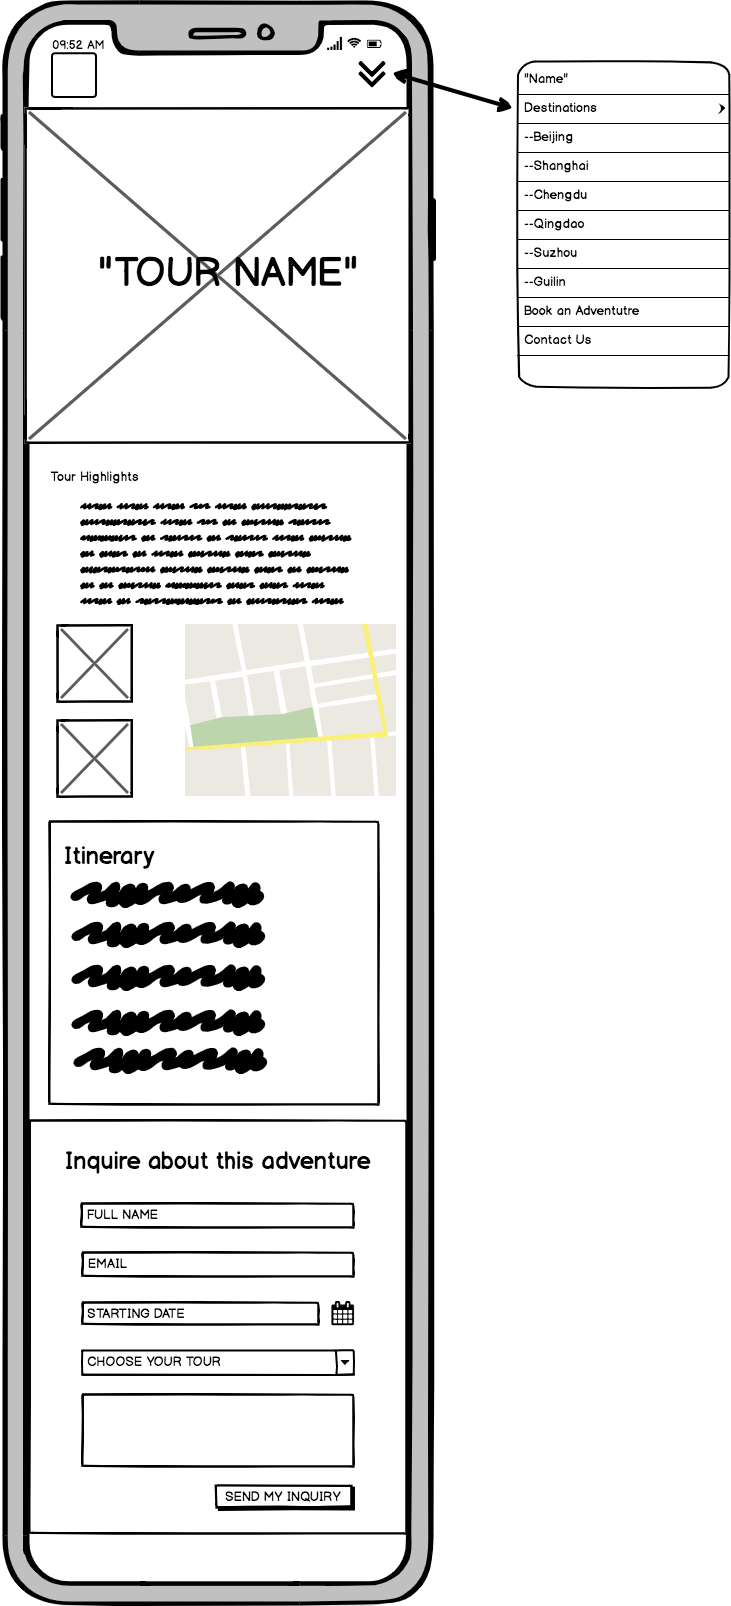 09:52 AM
"Name"
Destinations
--Beijing
--Shanghai
--Chengdu
--Qingdao
--Suzhou
--Guilin
Book an Adventutre
Contact Us
"TOUR NAME"
Tour Highlights
Itinerary
Inquire about this adventure
FULL NAME
EMAIL
STARTING DATE
CHOOSE YOUR TOUR
SEND MY INQUIRY